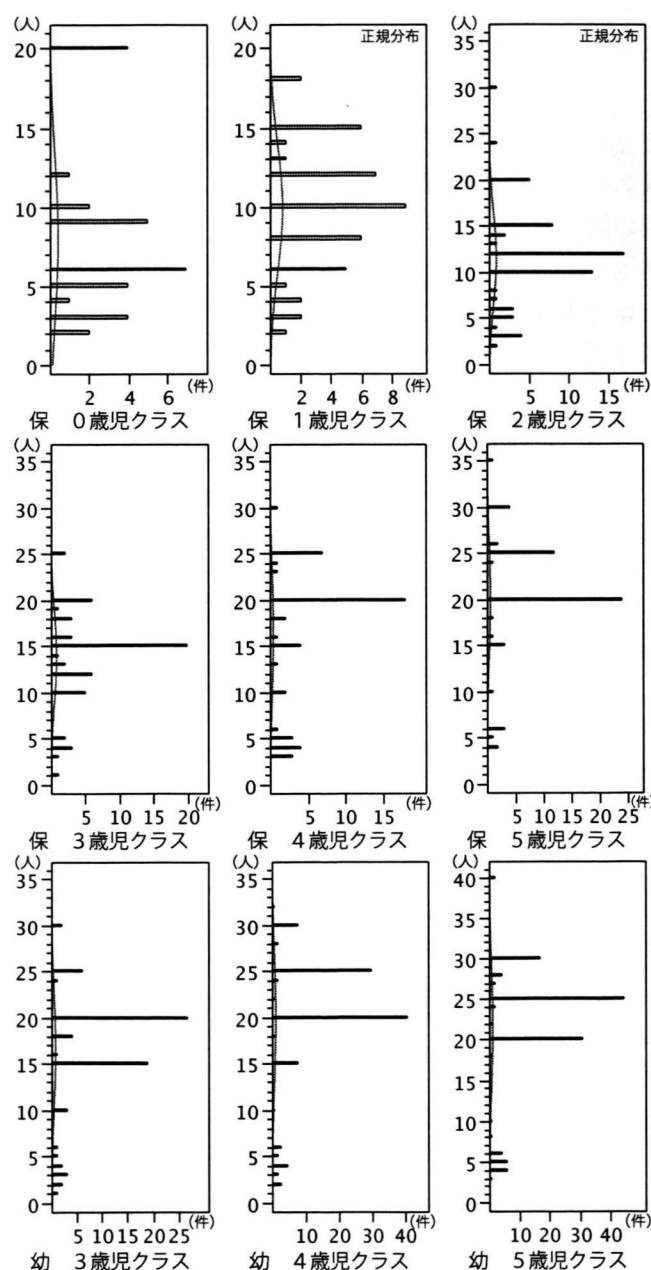 (人) (人) 正規分布 (人) 正規分布
20 15 10 5 0
2 4 6 (件)
20 15 10 5 0
2 4 6 8 (件)
35 30 25 20 15 10 5 0
5 10 15 (件)
保 0歳児クラス 保 1歳児クラス 保 2歳児クラス
(人) (人) (人)
35 30 25 20 15 10 5 0
5 10 15 20 (件)
35 30 25 20 15 10 5 0
5 10 15 (件)
35 30 25 20 15 10 5 0
5 10 15 20 25 (件)
保 3歳児クラス 保 4歳児クラス 保 5歳児クラス
(人) (人) (人)
35 30 25 20 15 10 5 0
5 10 15 20 25 (件)
35 30 25 20 15 10 5 0
10 20 30 40 (件)
40 35 30 25 20 15 10 5 0
10 20 30 40 (件)
幼 3歳児クラス 幼 4歳児クラス 幼 5歳児クラス